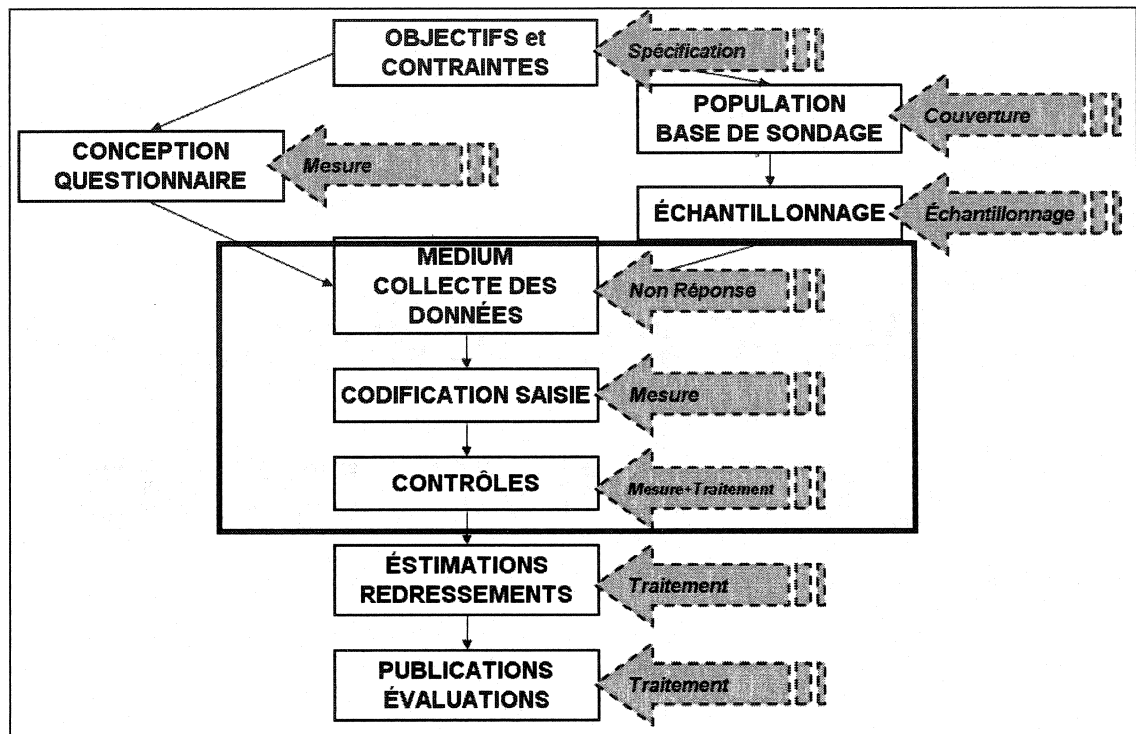 OBJECTIFS et
CONTRAINTES
Spécification
POPULATION
BASE DE SONDAGE
Couverture
CONCEPTION
QUESTIONNAIRE
Mesure
ÉCHANTILLONNAGE
Échantillonnage
MEDIUM
COLLECTE DES
DONNÉES
Non Réponse
CODIFICATION SAISIE
Mesure
CONTRÔLES
Mesure+Traitement
ÉSTIMATIONS
REDRESSEMENTS
Traitement
PUBLICATIONS
ÉVALUATIONS
Traitement